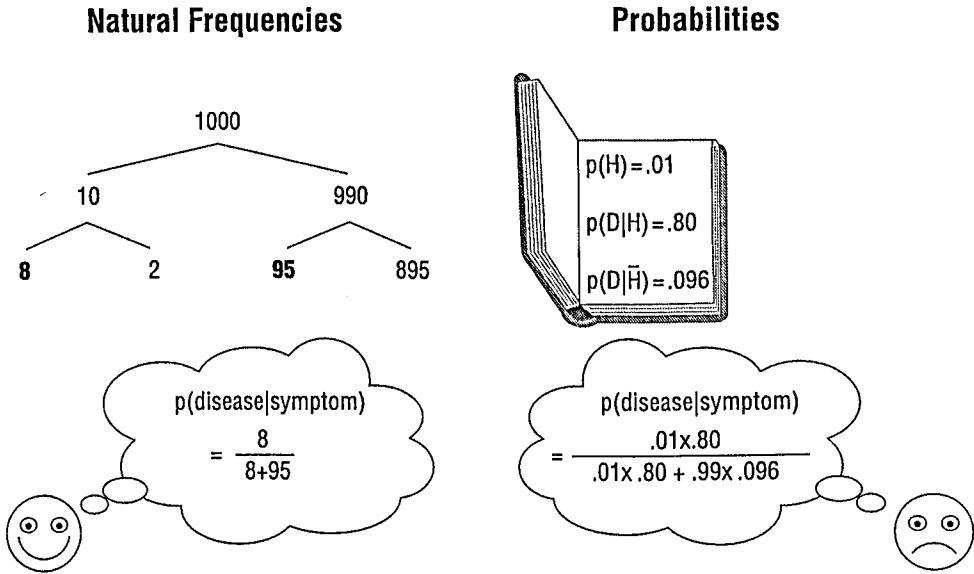 Natural Frequencies
Probabilities
1000
10 990
8 2 95 895
p(H)=.01
p(D|H)=.80
p(D|H̄)=.096
p(disease|symptom)
= 8
8+95
p(disease|symptom)
= .01x.80
.01x.80 + .99x.096